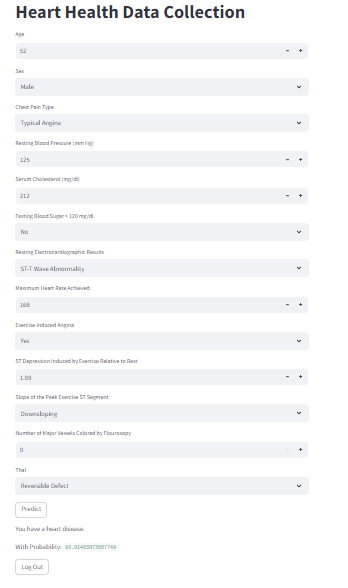 Heart Health Data Collection
Age
52
Sex
Male
Chest Pain Type
Typical Angina
Resting Blood Pressure (mm Hg)
125
Serum Cholesterol (mg/dl)
212
Fasting Blood Sugar > 120 mg/dl
No
Resting Electrocardiographic Results
ST-T Wave Abnormality
Maximum Heart Rate Achieved
168
Exercise Induced Angina
Yes
ST Depression Induced by Exercise Relative to Rest
1.99
Slope of the Peak Exercise ST Segment
Downsloping
Number of Major Vessels Colored by Flourosopy
0
Thal
Reversible Defect
Predict
You have a heart disease.
With Probability:
Log Out